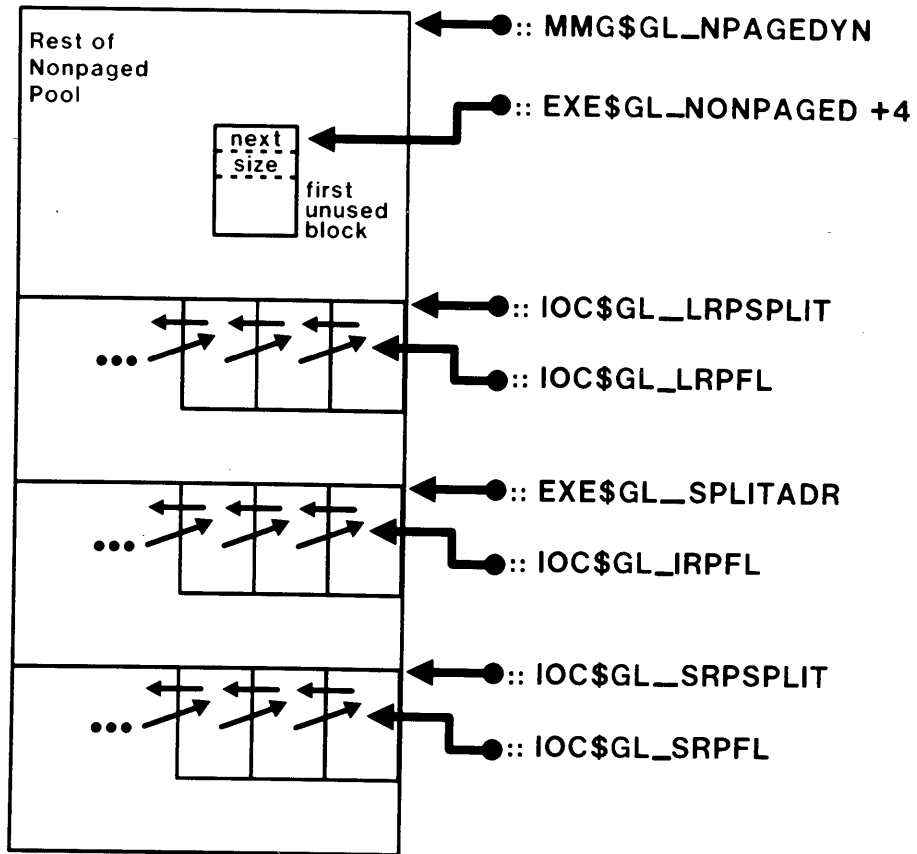 :: MMG$GL_NPAGEDYN
Rest of
Nonpaged
Pool
:: EXE$GL_NONPAGED +4
next
size
first
unused
block
:: IOC$GL_LRPSPLIT
:: IOC$GL_LRPFL
:: EXE$GL_SPLITADR
:: IOC$GL_IRPFL
:: IOC$GL_SRPSPLIT
:: IOC$GL_SRPFL